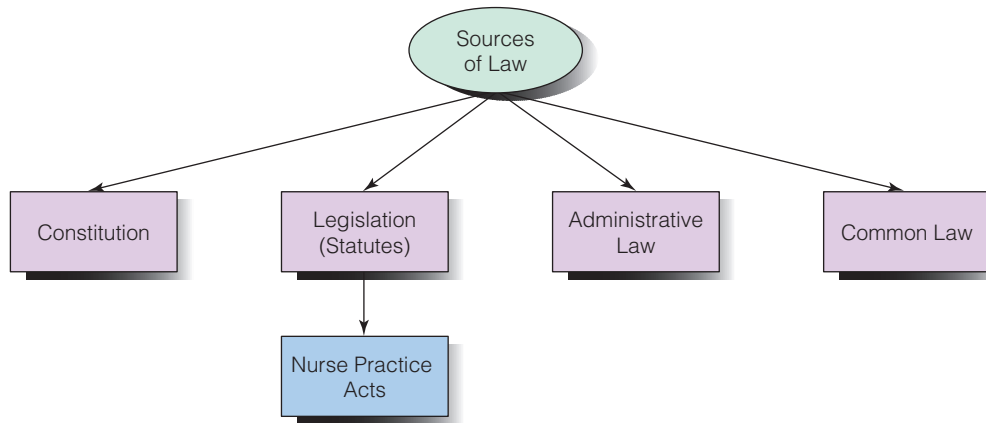 Sources
of Law
Constitution
Legislation
(Statutes)
Administrative
Law
Common Law
Nurse Practice
Acts